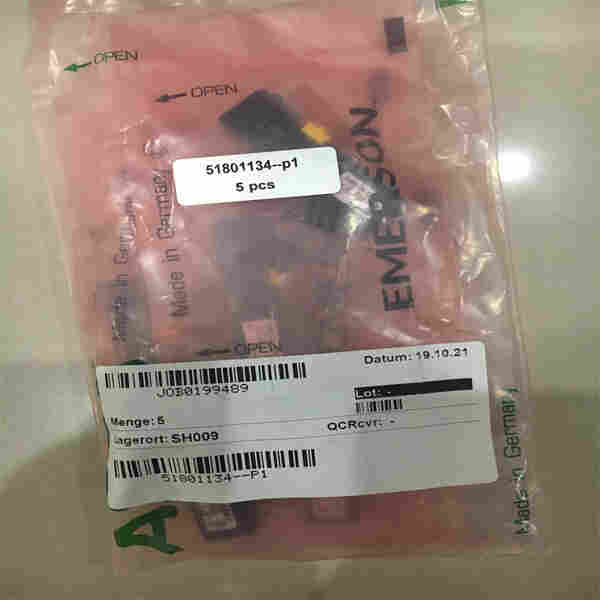 OPEN
OPEN
51801134--p1
5 pcs
Made in Germany
Made in Germany
EMERSON
OPEN
Datum: 19.10.21
JOB0199489
Lot: -
Menge: 5
QCRcvr: -
Lagerort: SH009
51801134--P1
Made in Germany
A